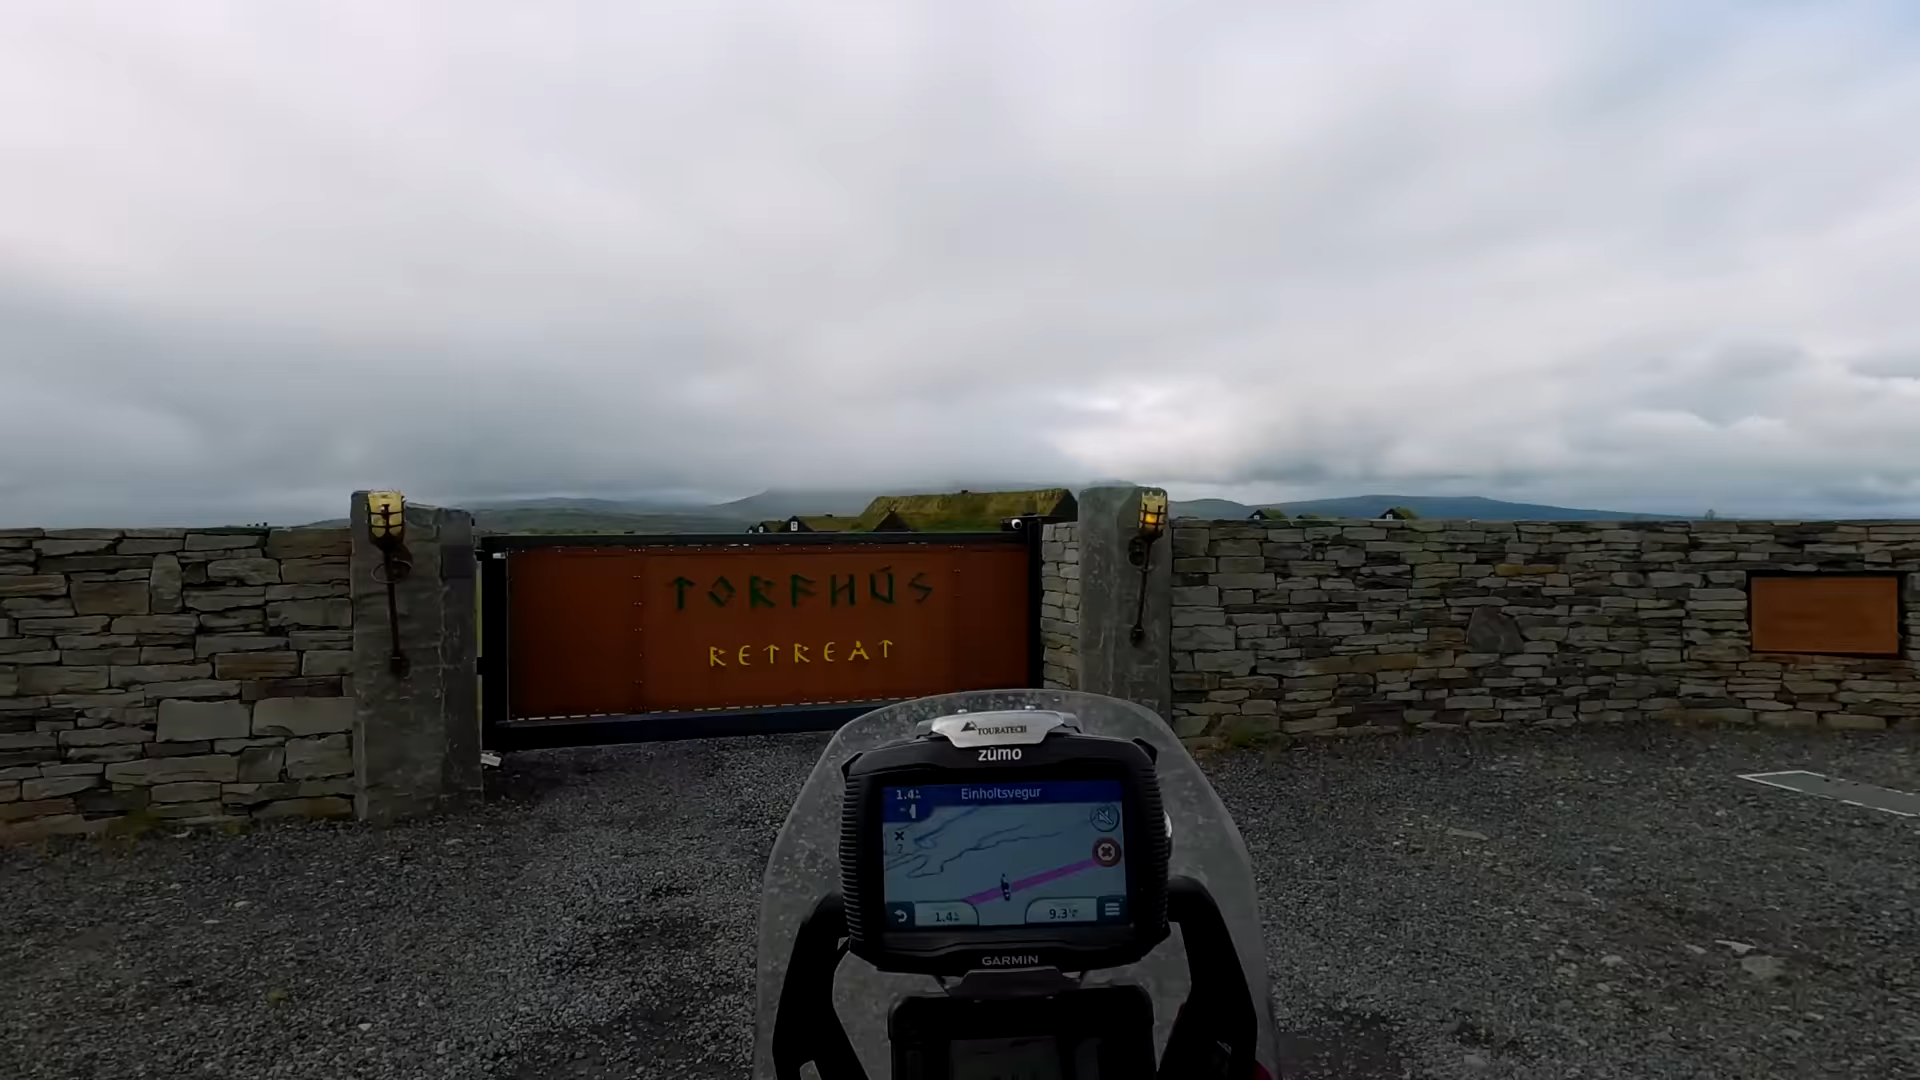 TORFHÚS
RETREAT
TOURATECH
zūmo
1.4
Einholtsvegur
?
1.4
9.3
GARMIN